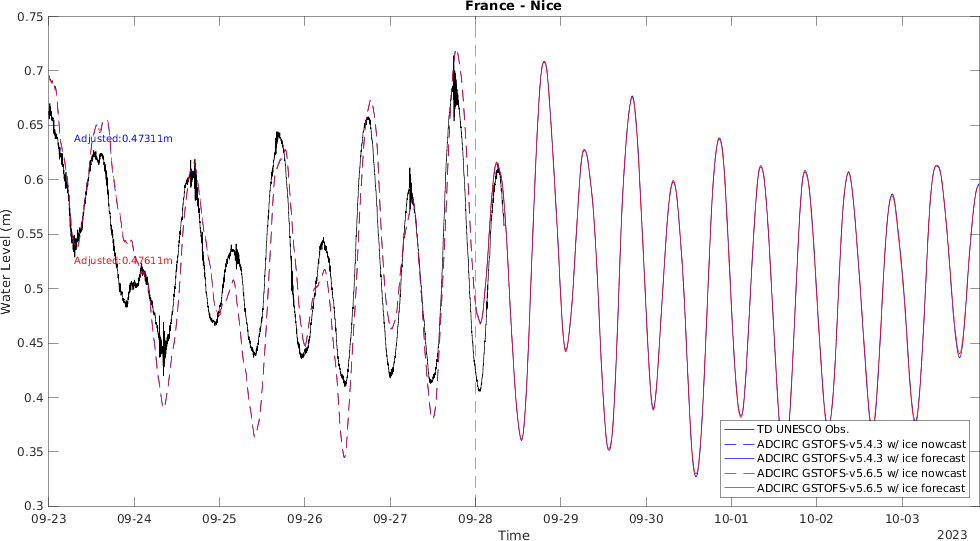 France - Nice
0.75
0.7
0.65
0.6
0.55
0.5
0.45
0.4
0.35
0.3
Water Level (m)
Adjusted:0.47311m
Adjusted:0.47611m
TD UNESCO Obs.
ADCIRC GSTOFS-v5.4.3 w/ ice nowcast
ADCIRC GSTOFS-v5.4.3 w/ ice forecast
ADCIRC GSTOFS-v5.6.5 w/ ice nowcast
ADCIRC GSTOFS-v5.6.5 w/ ice forecast
09-23 09-24 09-25 09-26 09-27 09-28 09-29 09-30 10-01 10-02 10-03
Time
2023